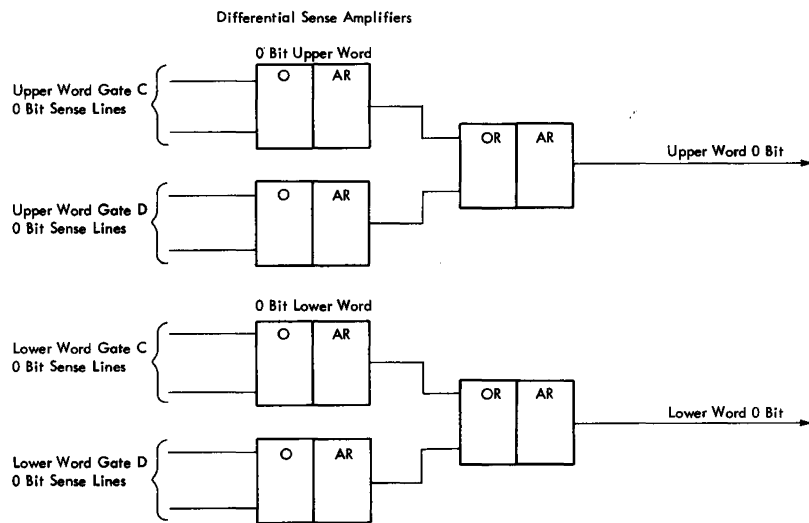 Differential Sense Amplifiers
0 Bit Upper Word
Upper Word Gate C
0 Bit Sense Lines
O AR
OR AR
Upper Word 0 Bit
Upper Word Gate D
0 Bit Sense Lines
O AR
0 Bit Lower Word
Lower Word Gate C
0 Bit Sense Lines
O AR
OR AR
Lower Word 0 Bit
Lower Word Gate D
0 Bit Sense Lines
O AR